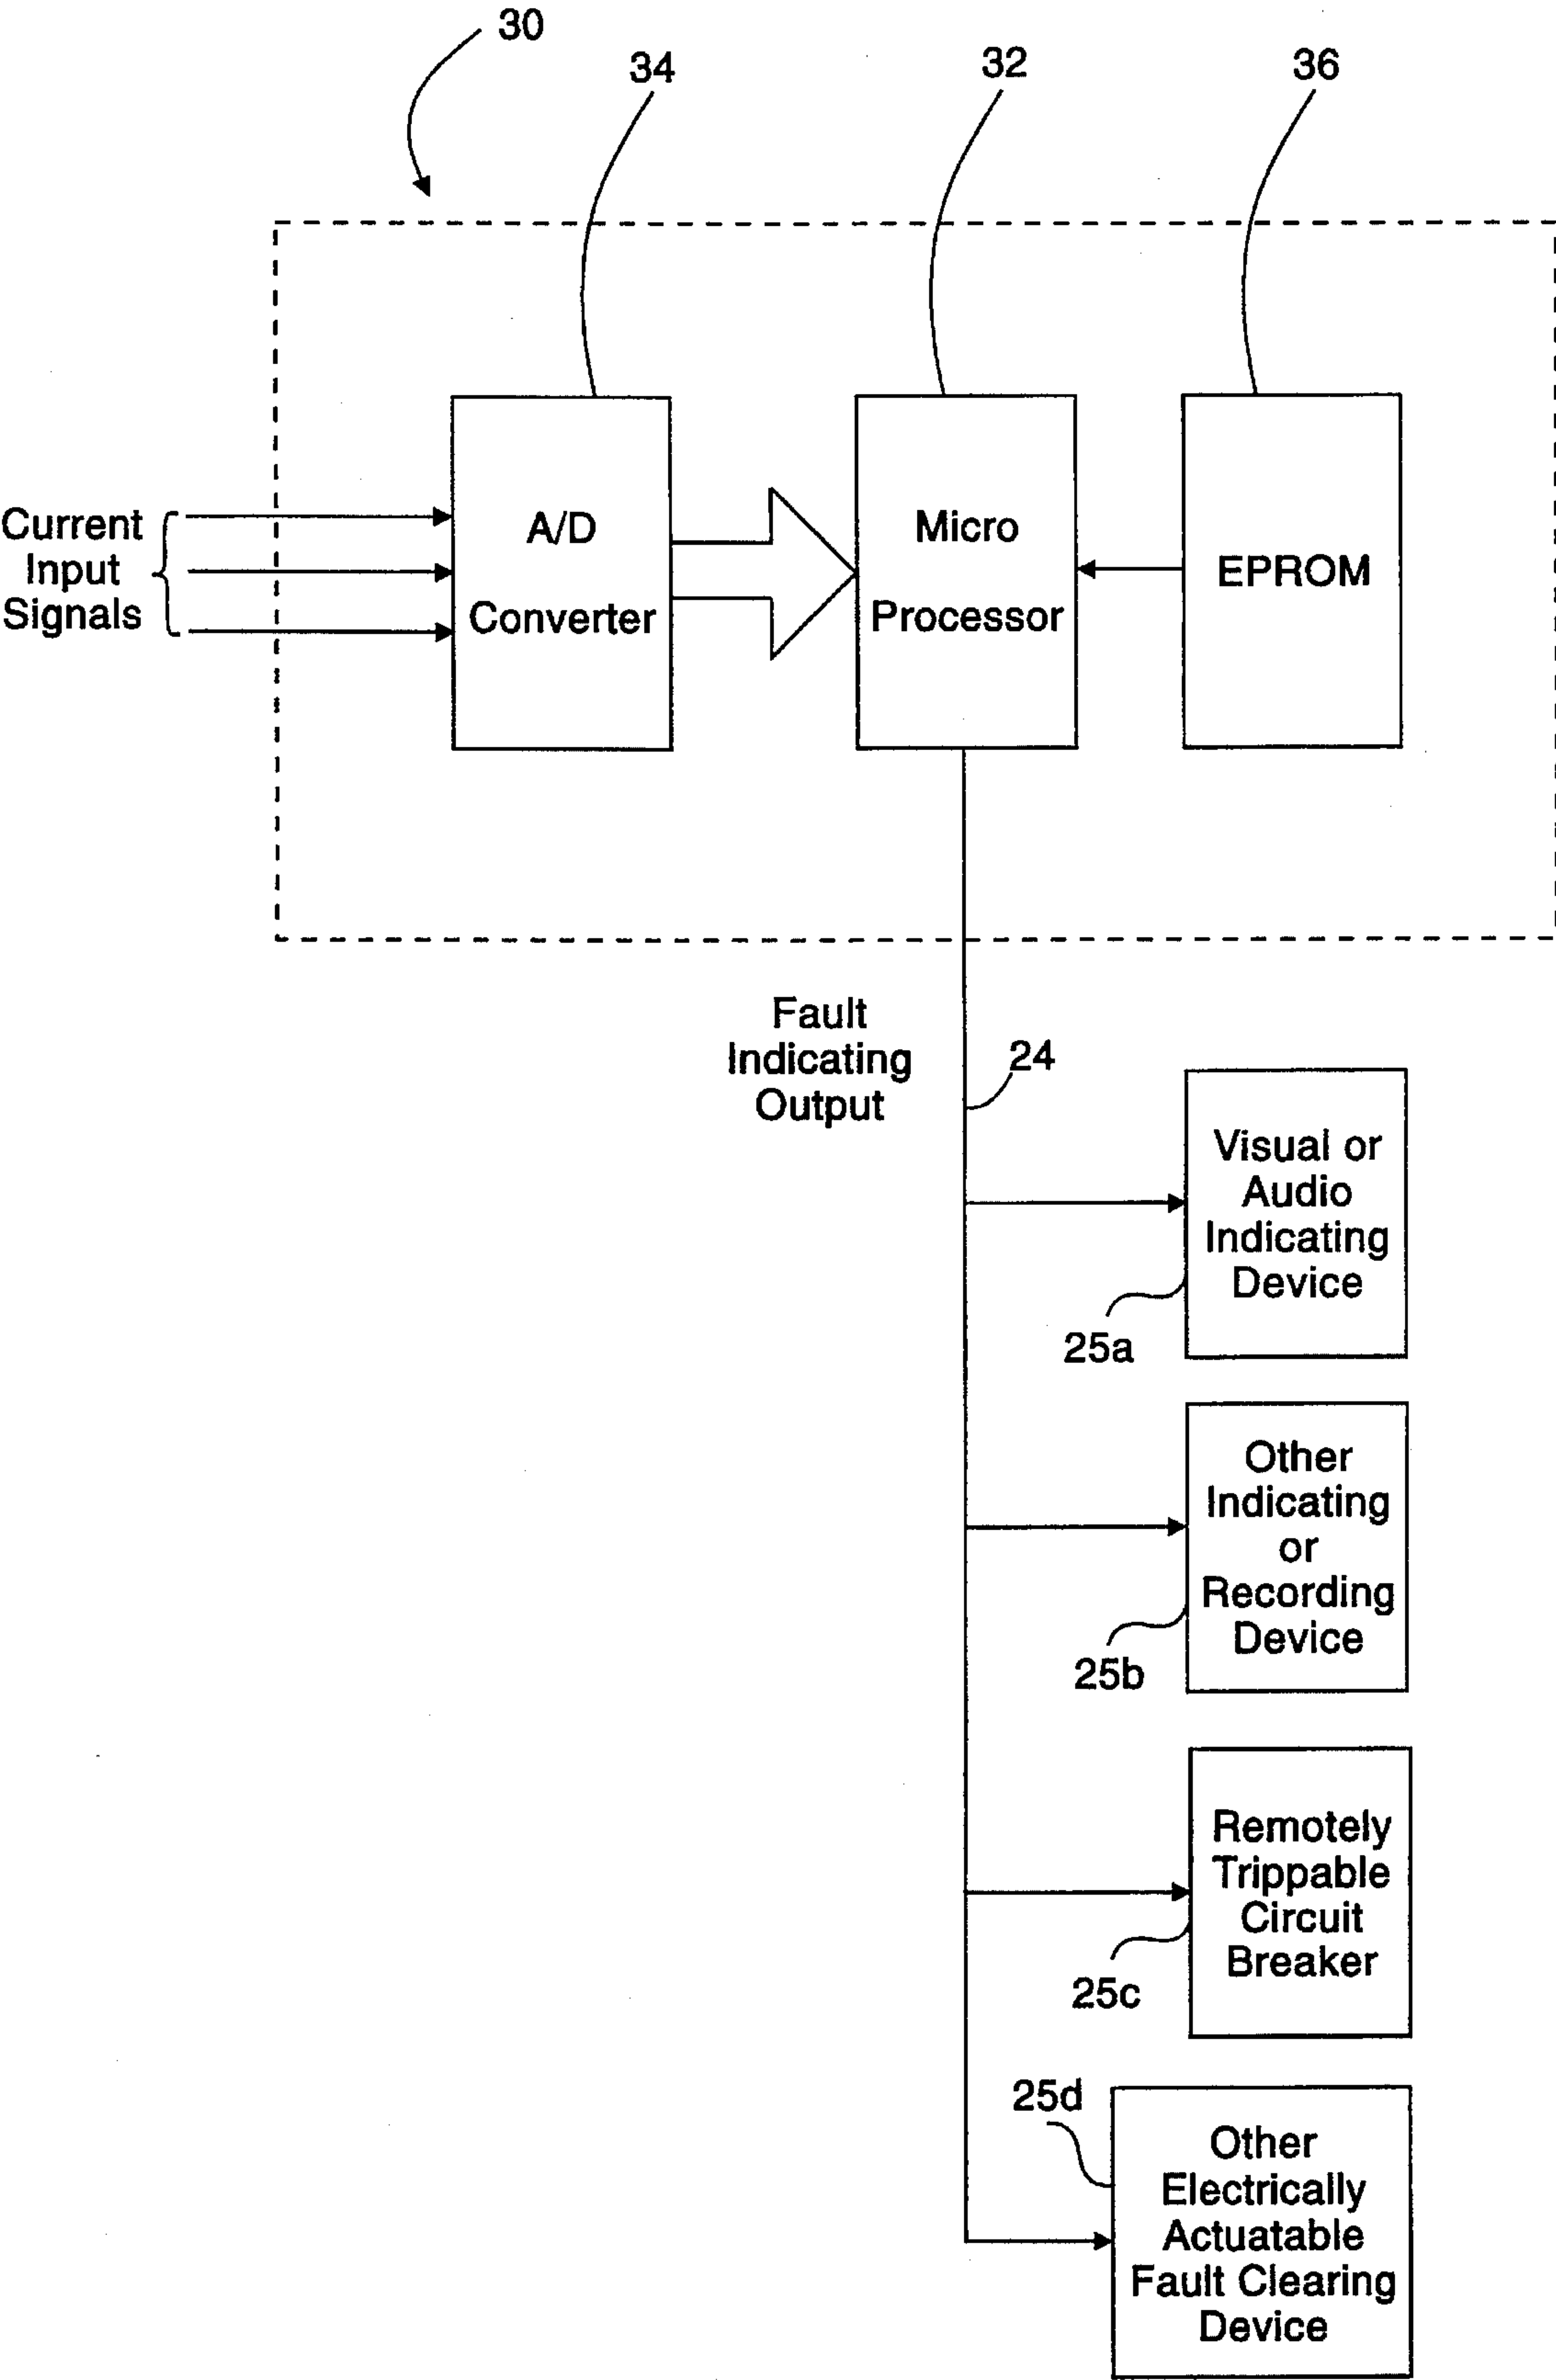 30
34
32
36
Current
Input
Signals
A/D
Converter
Micro
Processor
EPROM
Fault
Indicating
Output
24
Visual or
Audio
Indicating
Device
25a
Other
Indicating
or
Recording
Device
25b
Remotely
Trippable
Circuit
Breaker
25c
25d
Other
Electrically
Actuatable
Fault Clearing
Device